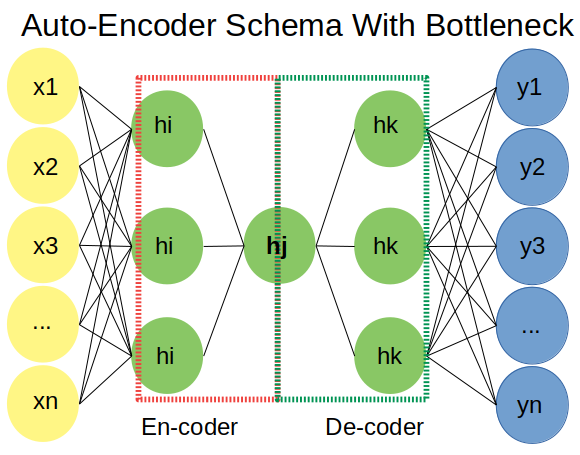 Auto-Encoder Schema With Bottleneck
x1
x2
x3
...
xn
hi
hi
hi
hj
hk
hk
hk
y1
y2
y3
...
yn
En-coder
De-coder